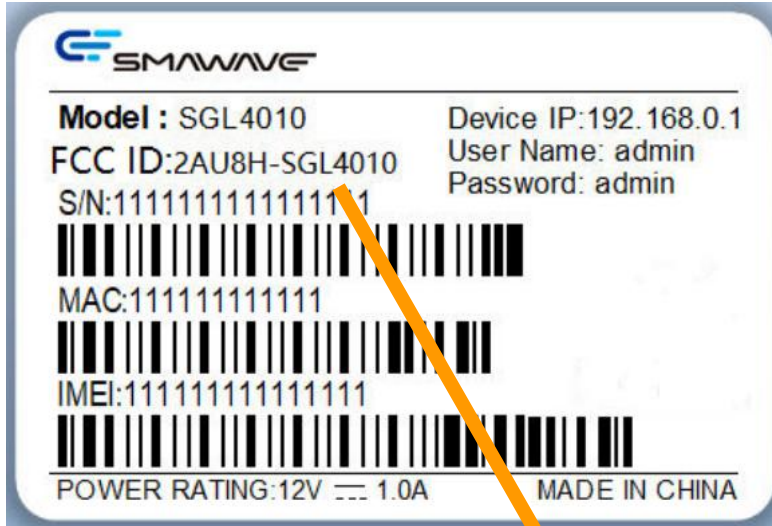 SMAWAVE
Model : SGL4010
FCC ID:2AU8H-SGL4010
S/N:1111111111111111
MAC:111111111111
IMEI:111111111111111
Device IP:192.168.0.1
User Name: admin
Password: admin
POWER RATING:12V ⎓ 1.0A
MADE IN CHINA